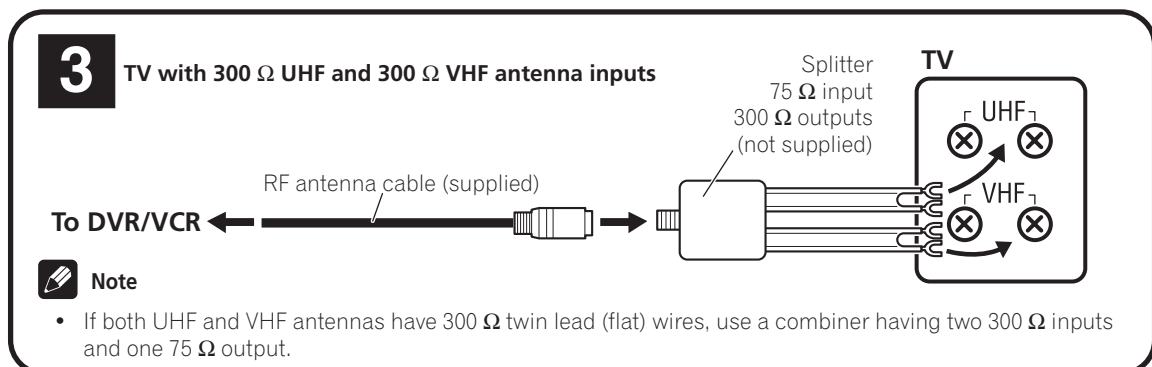 3
TV with 300 Ω UHF and 300 Ω VHF antenna inputs
Splitter
75 Ω input
300 Ω outputs
(not supplied)
TV
UHF
VHF
RF antenna cable (supplied)
To DVR/VCR
Note
• If both UHF and VHF antennas have 300 Ω twin lead (flat) wires, use a combiner having two 300 Ω inputs
and one 75 Ω output.